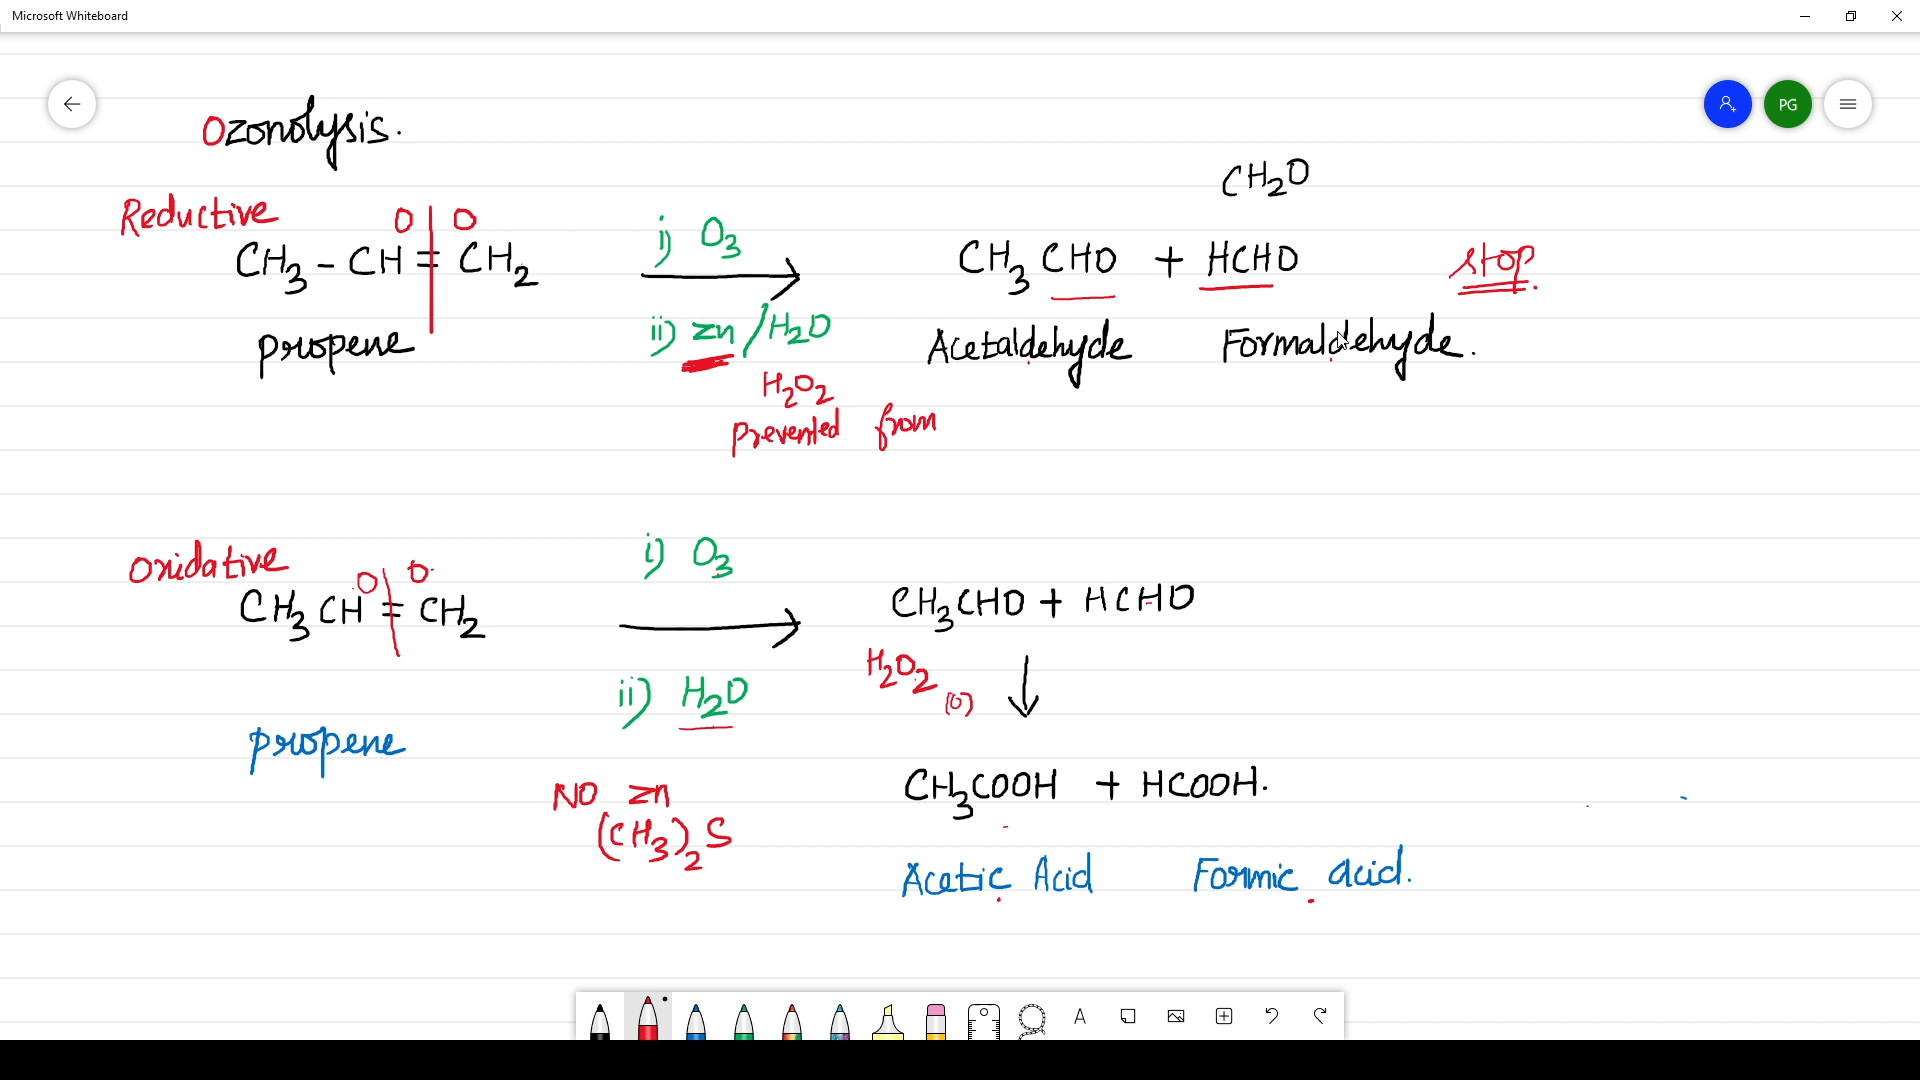 Microsoft Whiteboard
PG
Ozonolysis.
CH2O
Reductive
O | O
CH3 - CH = CH2
i) O3
CH3CHO + HCHO
stop.
propene
ii) Zn/H2O
Acetaldehyde Formaldehyde.
H2O2
prevented from
Oxidative
O O
CH3CH = CH2
i) O3
CH3CHO + HCHO
H2O2
(O)
ii) H2O
propene
NO Zn
(CH3)2S
CH3COOH + HCOOH.
Acetic Acid Formic acid.
A